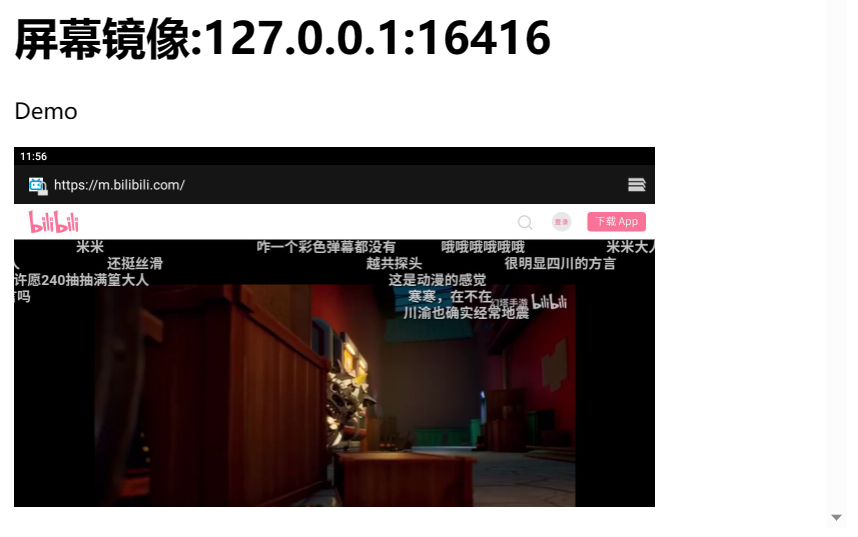 屏幕镜像:127.0.0.1:16416
Demo
11:56
https://m.bilibili.com/
bilibili 登录 下载 App
米米 咋一个彩色弹幕都没有 哦哦哦哦哦哦 米米大人
还挺丝滑 越共探头 很明显四川的方言
许愿240抽抽满篁大人 这是动漫的感觉
言吗 寒寒，在不在 幻塔手游 bilibili
川渝也确实经常地震